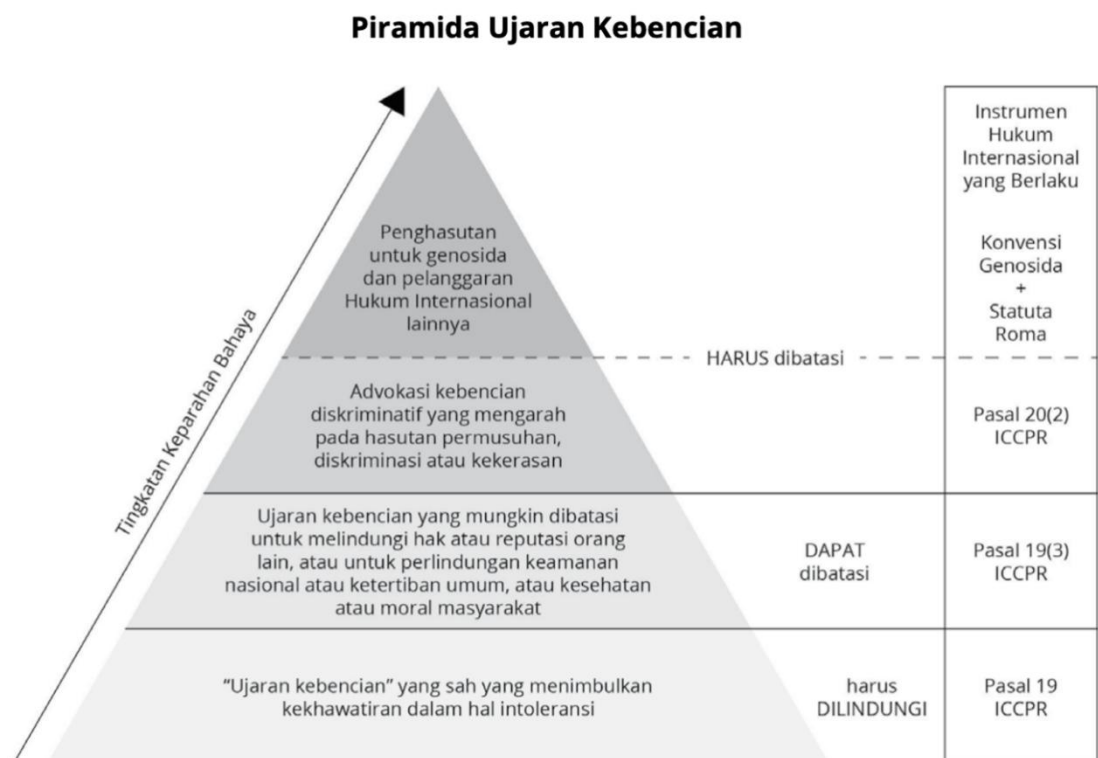 Piramida Ujaran Kebencian
Tingkatan Keparahan Bahaya
Penghasutan
untuk genosida
dan pelanggaran
Hukum Internasional
lainnya
Advokasi kebencian
diskriminatif yang mengarah
pada hasutan permusuhan,
diskriminasi atau kekerasan
Ujaran kebencian yang mungkin dibatasi
untuk melindungi hak atau reputasi orang
lain, atau untuk perlindungan keamanan
nasional atau ketertiban umum, atau kesehatan
atau moral masyarakat
"Ujaran kebencian" yang sah yang menimbulkan
kekhawatiran dalam hal intoleransi
HARUS dibatasi
DAPAT
dibatasi
harus
DILINDUNGI
Instrumen
Hukum
Internasional
yang Berlaku
Konvensi
Genosida
+
Statuta
Roma
Pasal 20(2)
ICCPR
Pasal 19(3)
ICCPR
Pasal 19
ICCPR